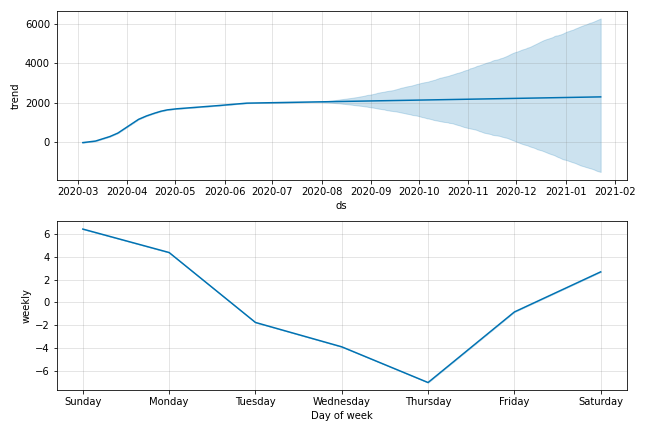 6000
4000
2000
0
trend
2020-03 2020-04 2020-05 2020-06 2020-07 2020-08 2020-09 2020-10 2020-11 2020-12 2021-01 2021-02
ds
6
4
2
0
−2
−4
−6
weekly
Sunday Monday Tuesday Wednesday Thursday Friday Saturday
Day of week